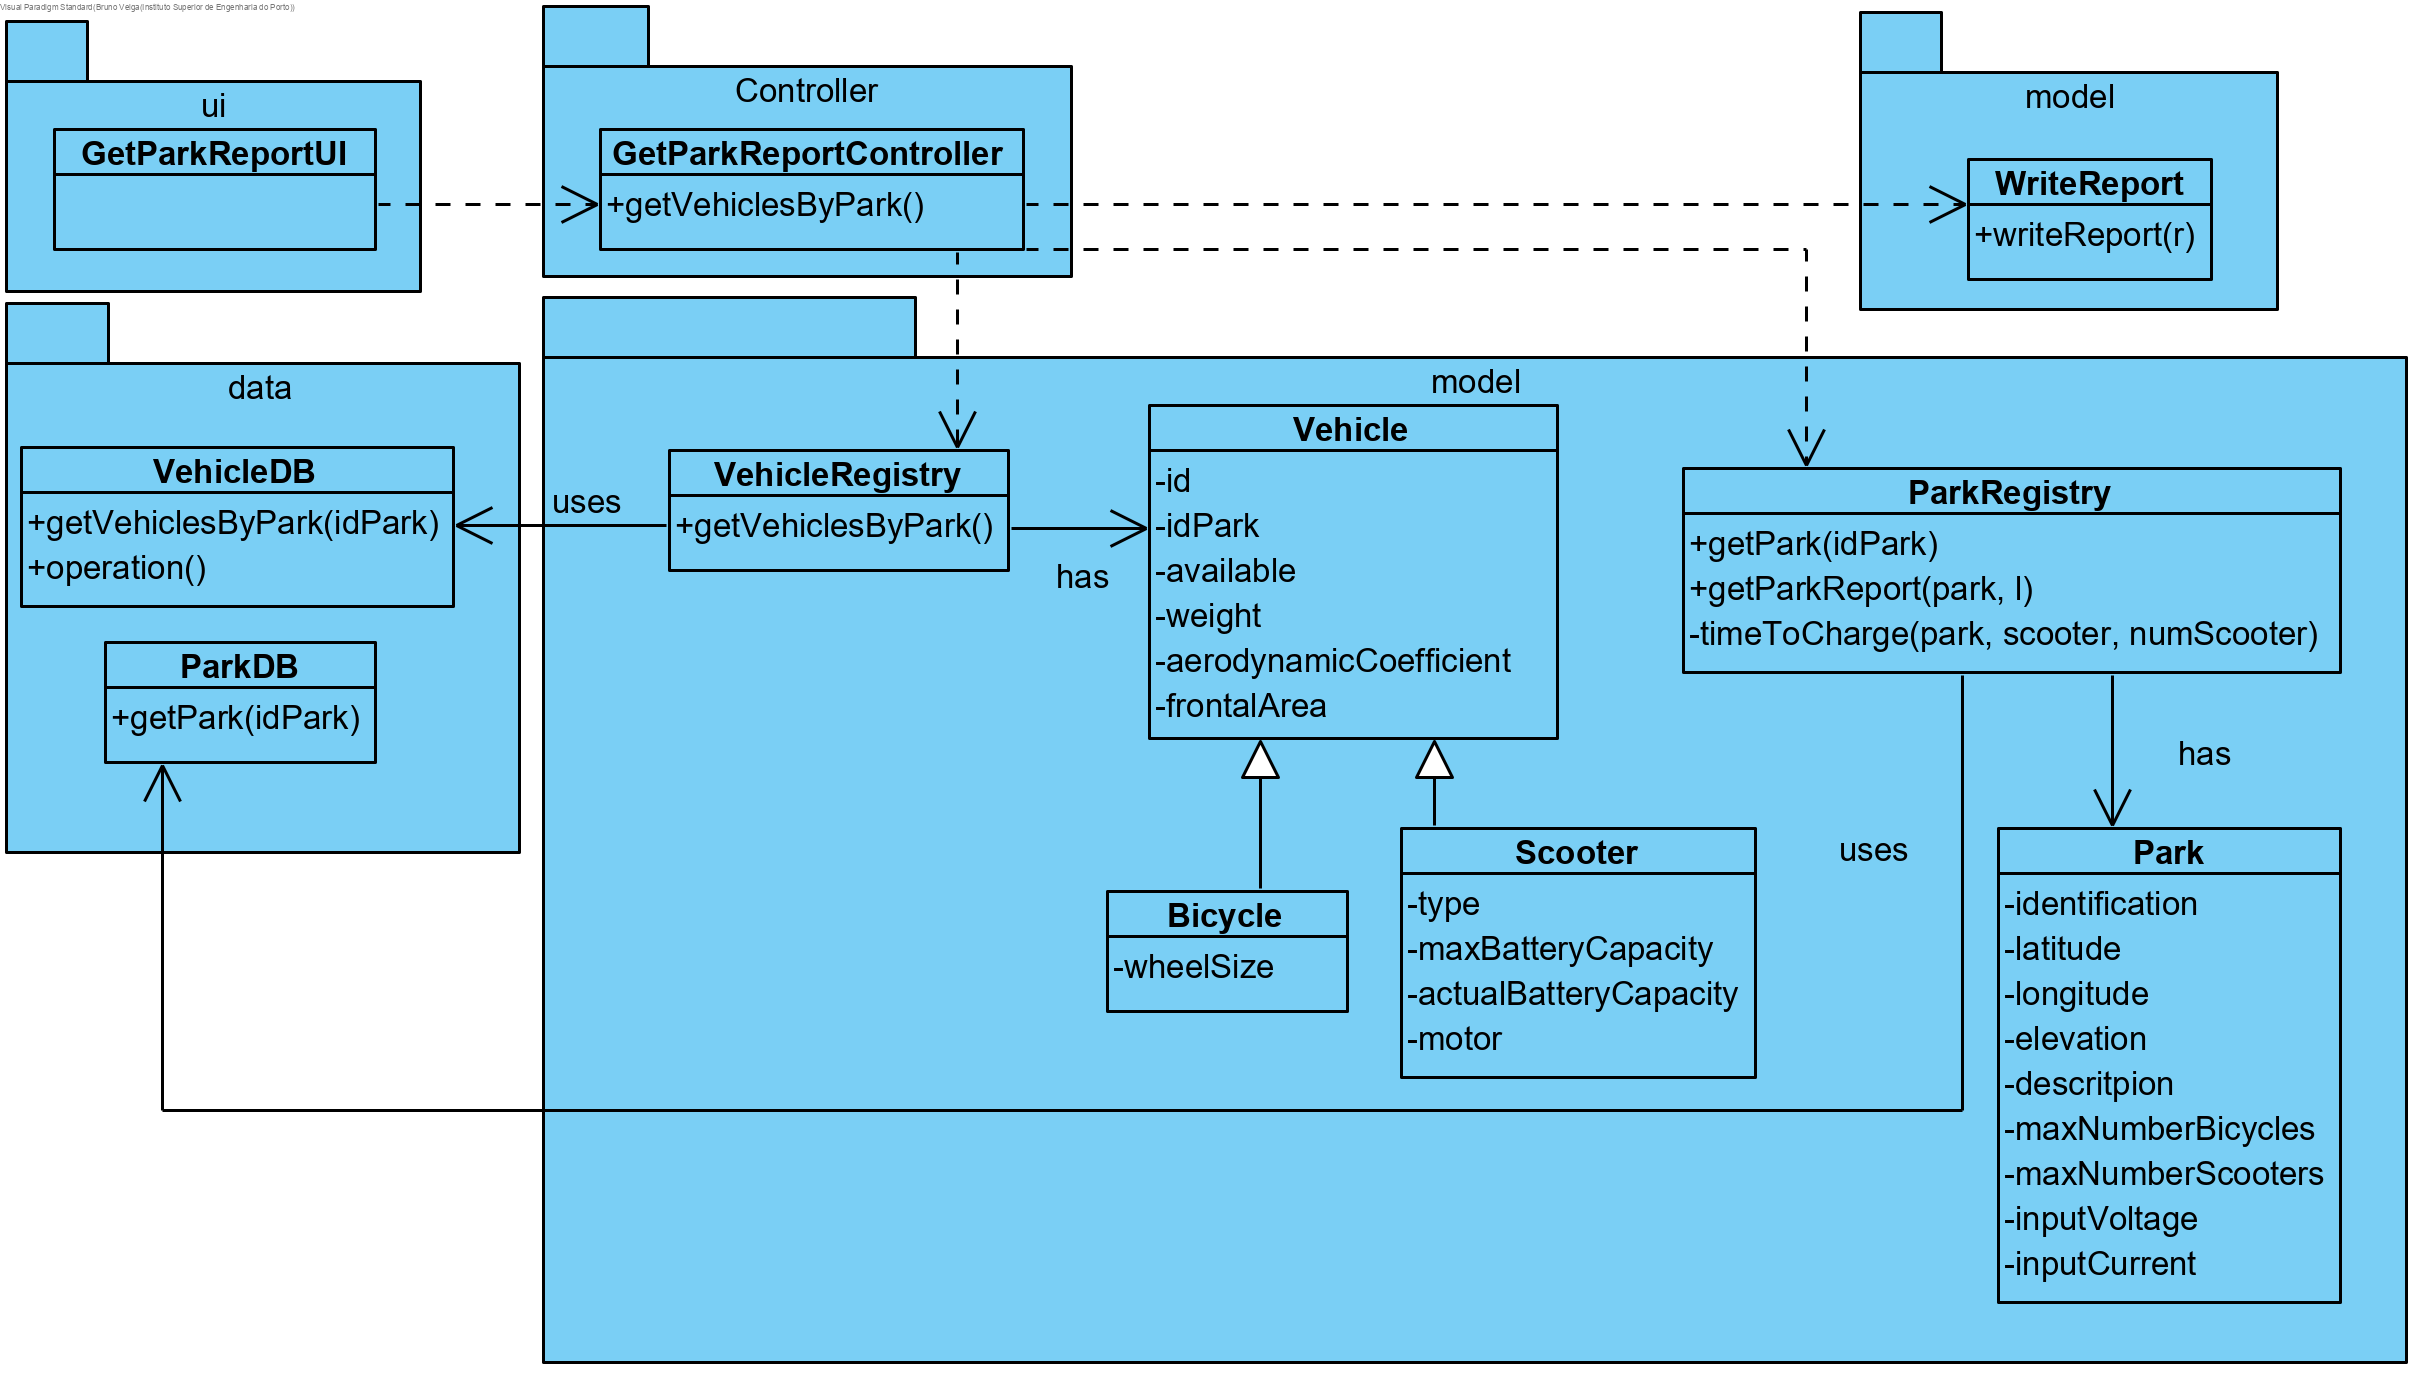 Visual Paradigm Standard(Bruno Veiga(Instituto Superior de Engenharia do Porto))
ui
GetParkReportUI
Controller
GetParkReportController
+getVehiclesByPark()
model
WriteReport
+writeReport(r)
data
VehicleDB
+getVehiclesByPark(idPark)
+operation()
ParkDB
+getPark(idPark)
uses
model
VehicleRegistry
+getVehiclesByPark()
has
Vehicle
-id
-idPark
-available
-weight
-aerodynamicCoefficient
-frontalArea
ParkRegistry
+getPark(idPark)
+getParkReport(park, l)
-timeToCharge(park, scooter, numScooter)
has
uses
Bicycle
-wheelSize
Scooter
-type
-maxBatteryCapacity
-actualBatteryCapacity
-motor
Park
-identification
-latitude
-longitude
-elevation
-descritpion
-maxNumberBicycles
-maxNumberScooters
-inputVoltage
-inputCurrent